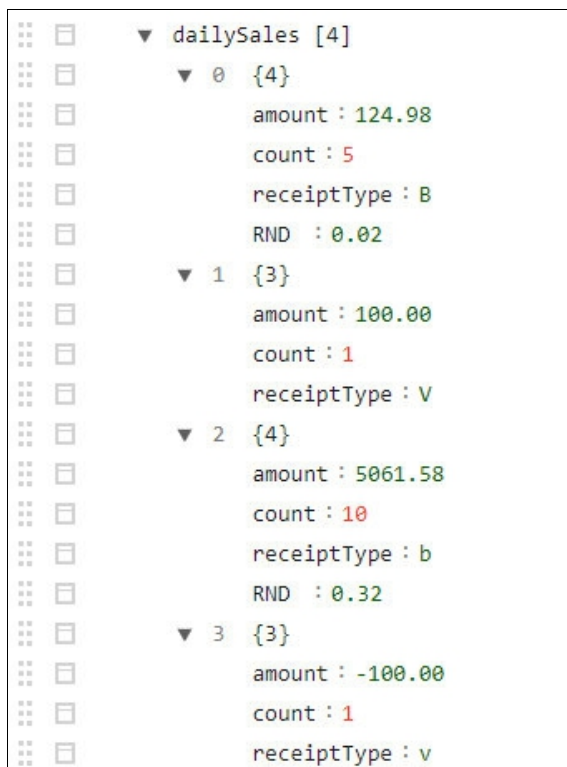 dailySales [4]
0 {4}
amount : 124.98
count : 5
receiptType : B
RND : 0.02
1 {3}
amount : 100.00
count : 1
receiptType : V
2 {4}
amount : 5061.58
count : 10
receiptType : b
RND : 0.32
3 {3}
amount : -100.00
count : 1
receiptType : v